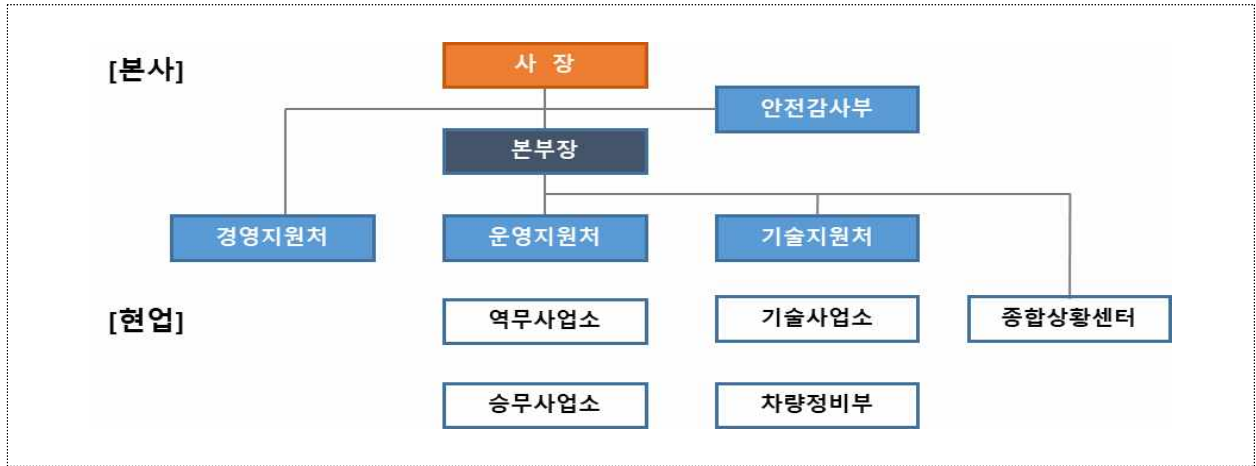 [본사]
사 장
안전감사부
본부장
경영지원처
운영지원처
기술지원처
[현업]
역무사업소
기술사업소
종합상황센터
승무사업소
차량정비부